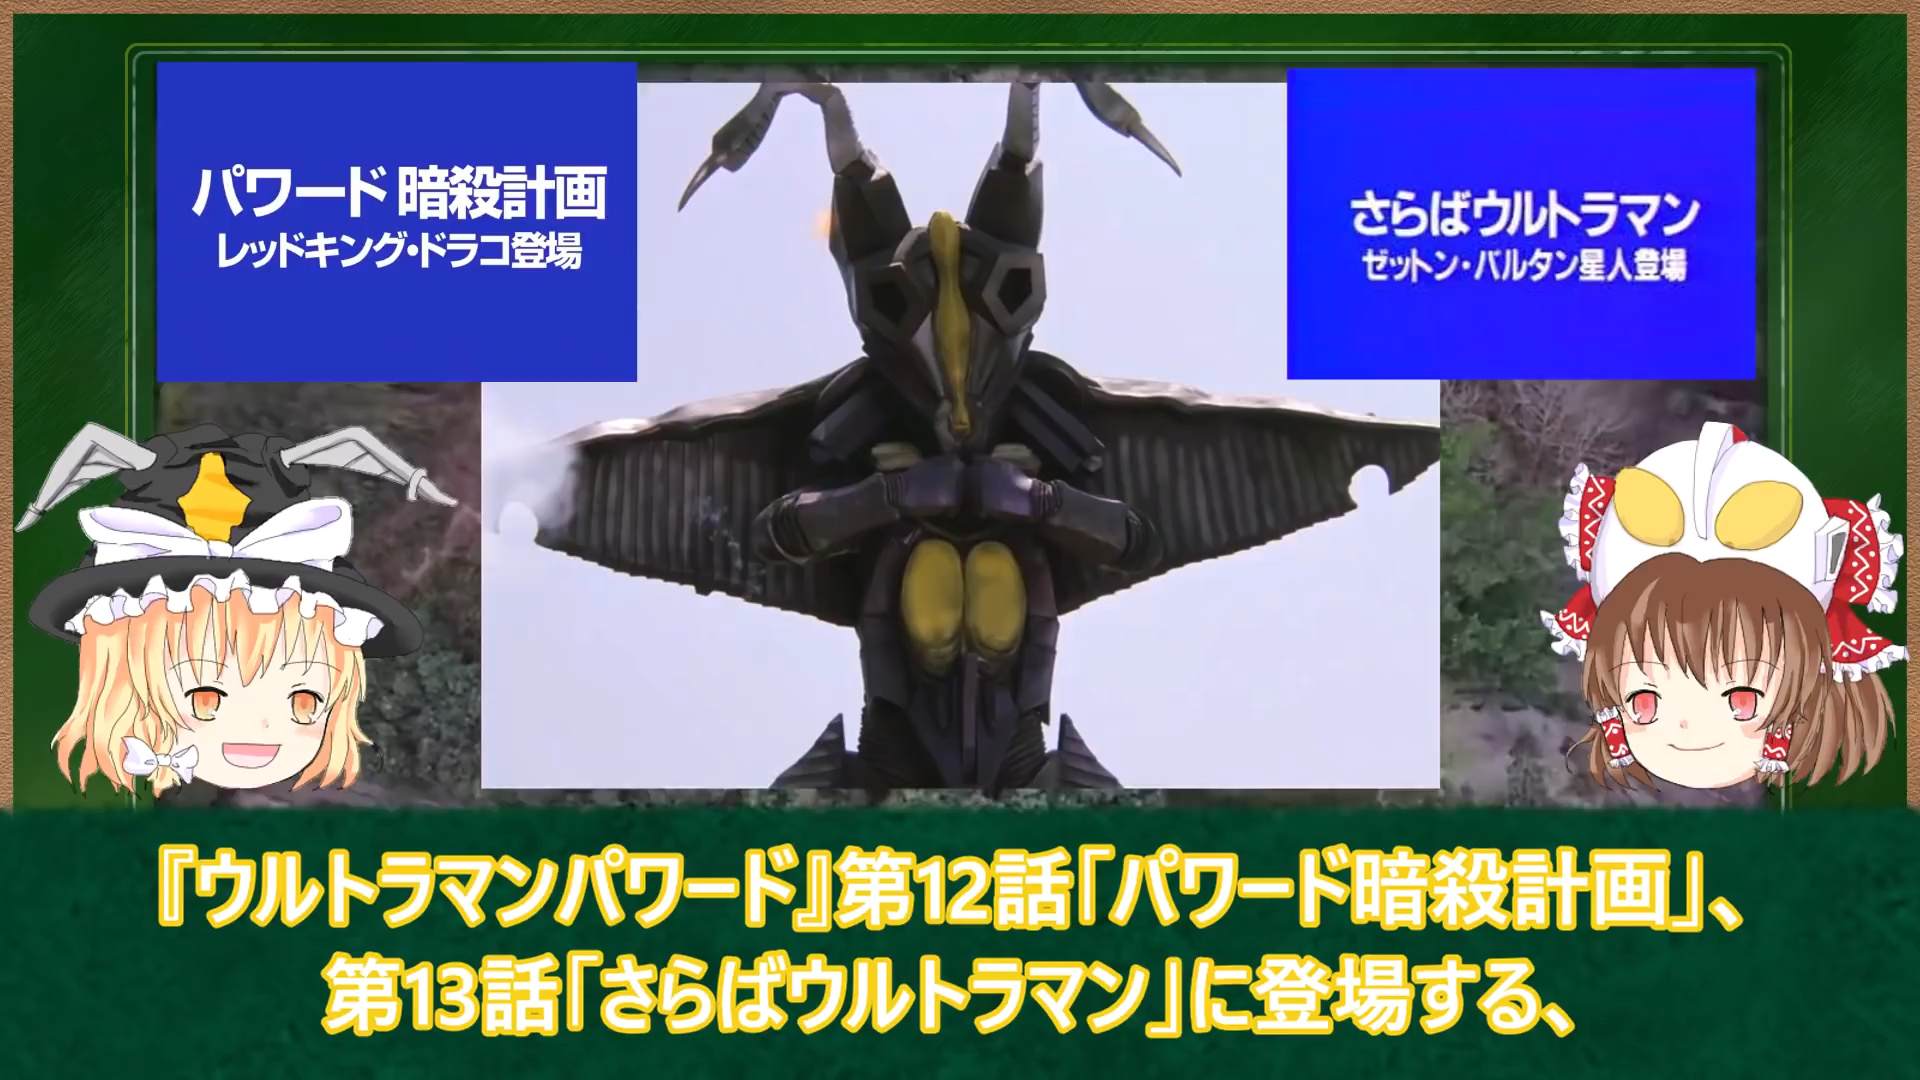 パワード 暗殺計画
レッドキング・ドラコ登場
さらばウルトラマン
ゼットン・バルタン星人登場
『ウルトラマンパワード』第12話「パワード暗殺計画」、
第13話「さらばウルトラマン」に登場する、